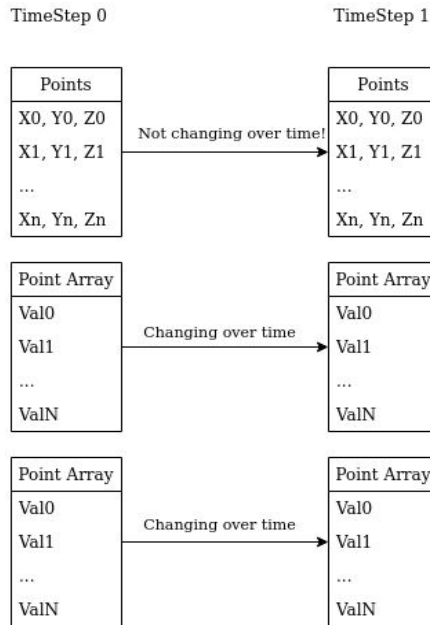 TimeStep 0
TimeStep 1
Points
X0, Y0, Z0
X1, Y1, Z1
...
Xn, Yn, Zn
Not changing over time!
Points
X0, Y0, Z0
X1, Y1, Z1
...
Xn, Yn, Zn
Point Array
Val0
Val1
...
ValN
Changing over time
Point Array
Val0
Val1
...
ValN
Point Array
Val0
Val1
...
ValN
Changing over time
Point Array
Val0
Val1
...
ValN